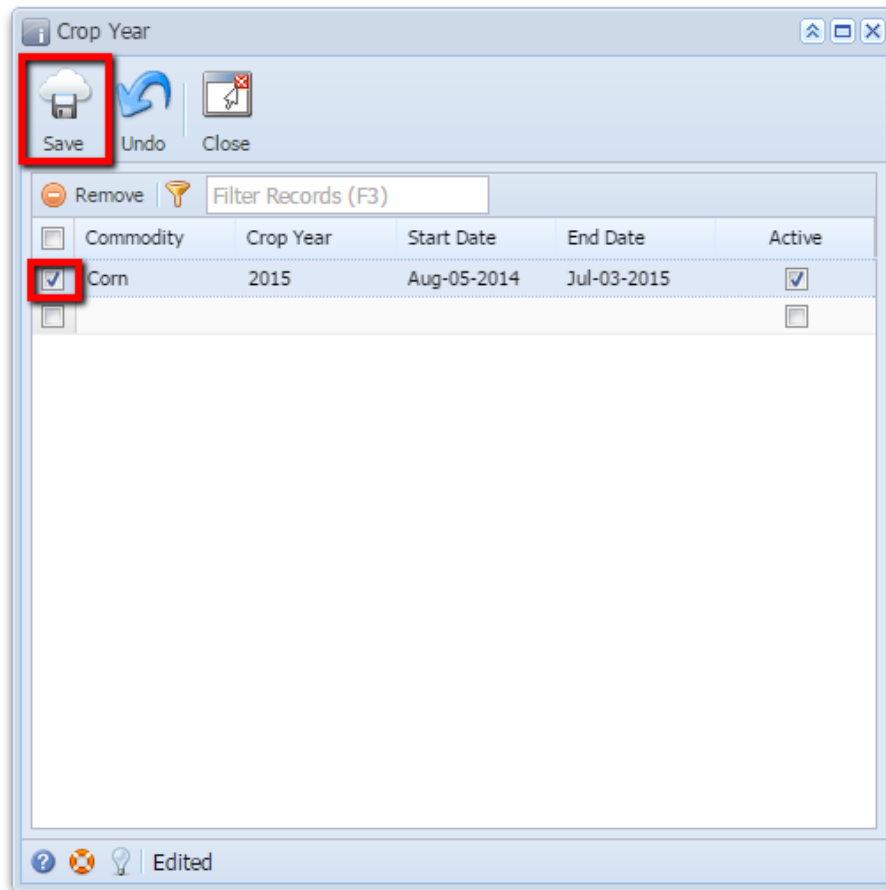 Crop Year
Save Undo Close
Remove Filter Records (F3)
Commodity Crop Year Start Date End Date Active
Corn 2015 Aug-05-2014 Jul-03-2015
Edited